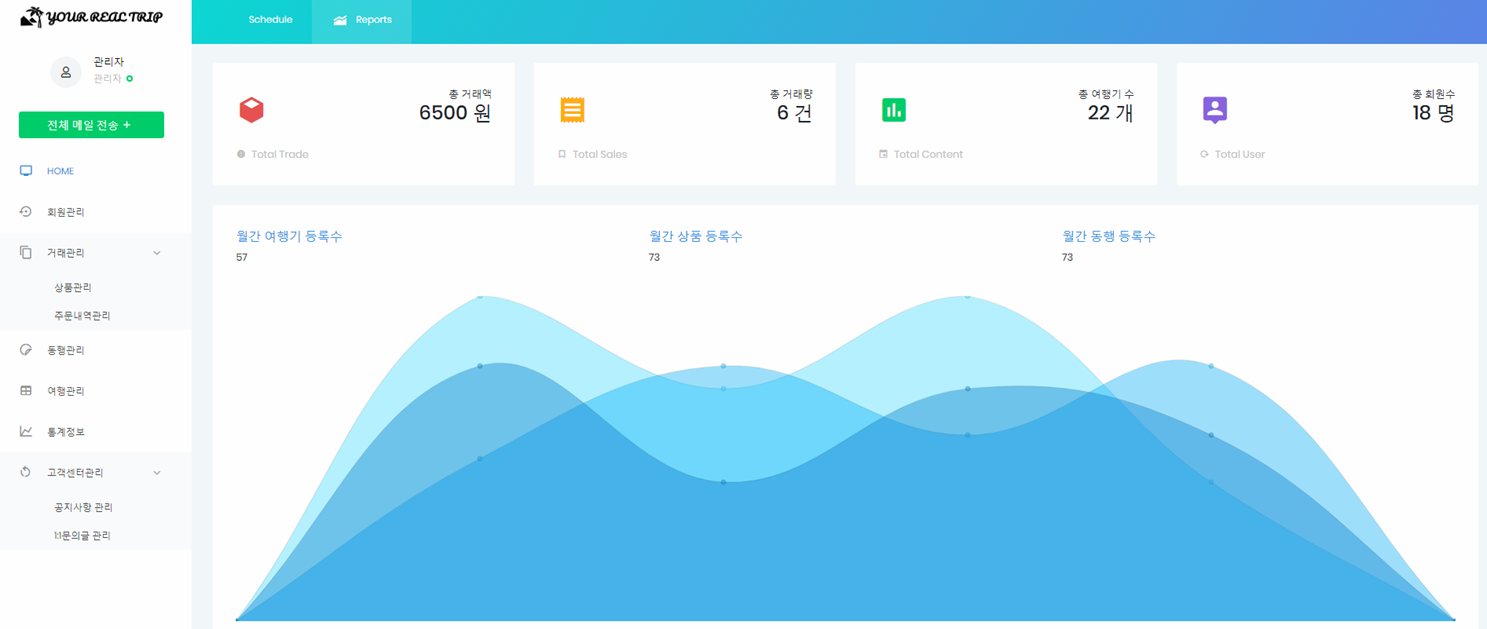 YOUR REAL TRIP
Schedule
Reports
관리자
관리자
전체 메일 전송 +
HOME
회원관리
거래관리
상품관리
주문내역관리
동행관리
여행관리
통계정보
고객센터관리
공지사항 관리
1:1문의글 관리
총 거래액
6500 원
Total Trade
총 거래량
6 건
Total Sales
총 여행기 수
22 개
Total Content
총 회원수
18 명
Total User
월간 여행기 등록수
57
월간 상품 등록수
73
월간 동행 등록수
73